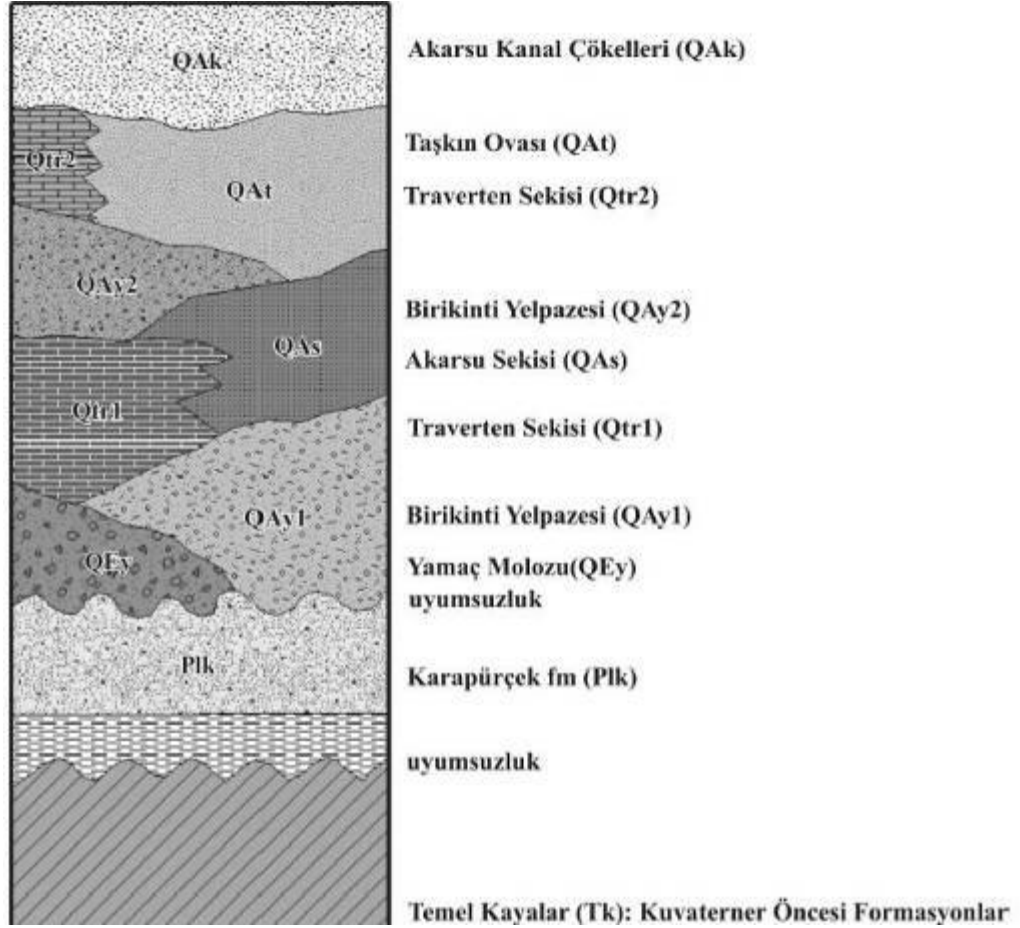 QAk
Akarsu Kanal Çökelleri (QAk)
Taşkın Ovası (QAt)
Qtr2
QAt
Traverten Sekisi (Qtr2)
QAy2
Birikinti Yelpazesi (QAy2)
QAs
Akarsu Sekisi (QAs)
Qtr1
Traverten Sekisi (Qtr1)
QAy1
Birikinti Yelpazesi (QAy1)
QEy
Yamaç Molozu(QEy)
uyumsuzluk
Plk
Karapürçek fm (Plk)
uyumsuzluk
Temel Kayalar (Tk): Kuvaterner Öncesi Formasyonlar